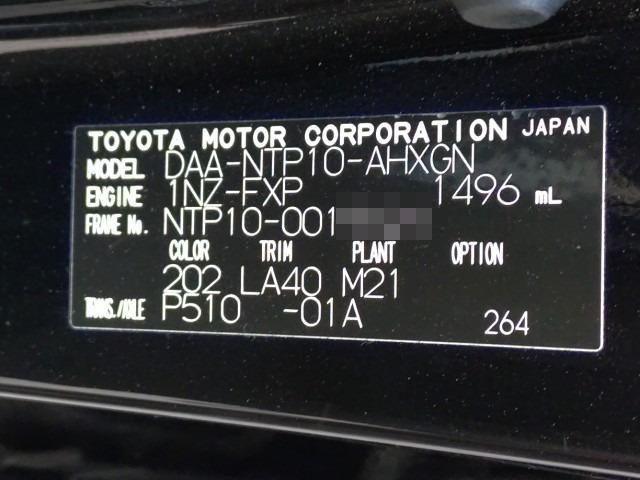 TOYOTA MOTOR CORPORATION JAPAN
MODEL DAA-NTP10-AHXGN
ENGINE 1NZ-FXP 1496 mL
FRAME No. NTP10-001
COLOR TRIM PLANT OPTION
202 LA40 M21
TRANS./AXLE P510 -01A 264